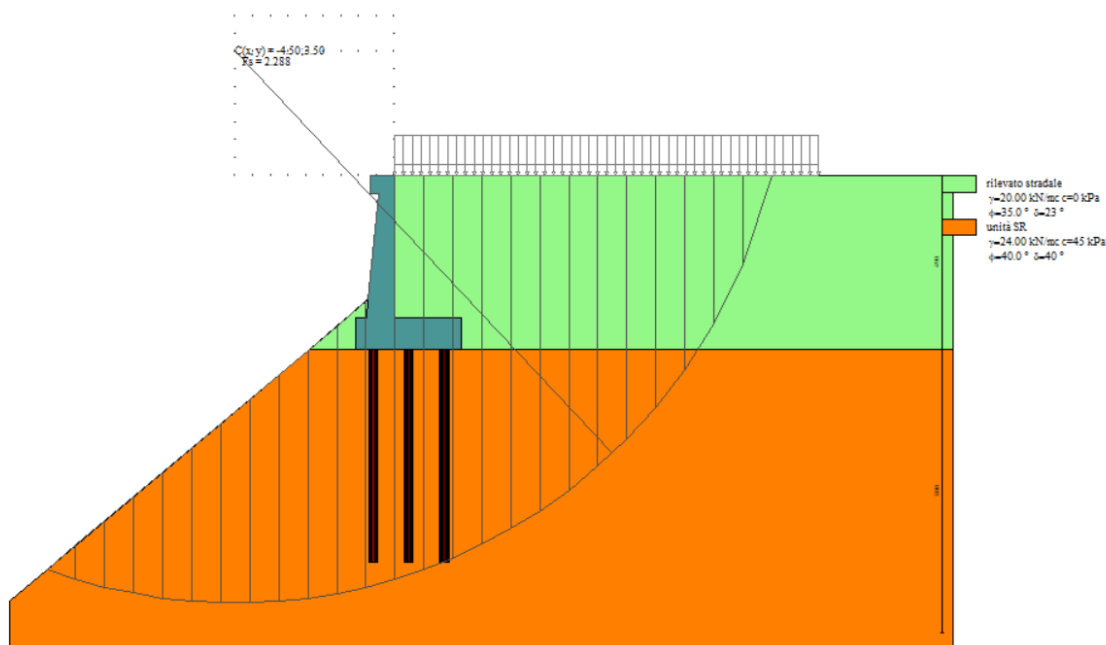 C(x; y) = -4.50;3.50
Fs = 2.288
rilevato stradale
γ=20.00 kN/mc c=0 kPa
ϕ=35.0 ° δ=23 °
unità SR
γ=24.00 kN/mc c=45 kPa
ϕ=40.0 ° δ=40 °